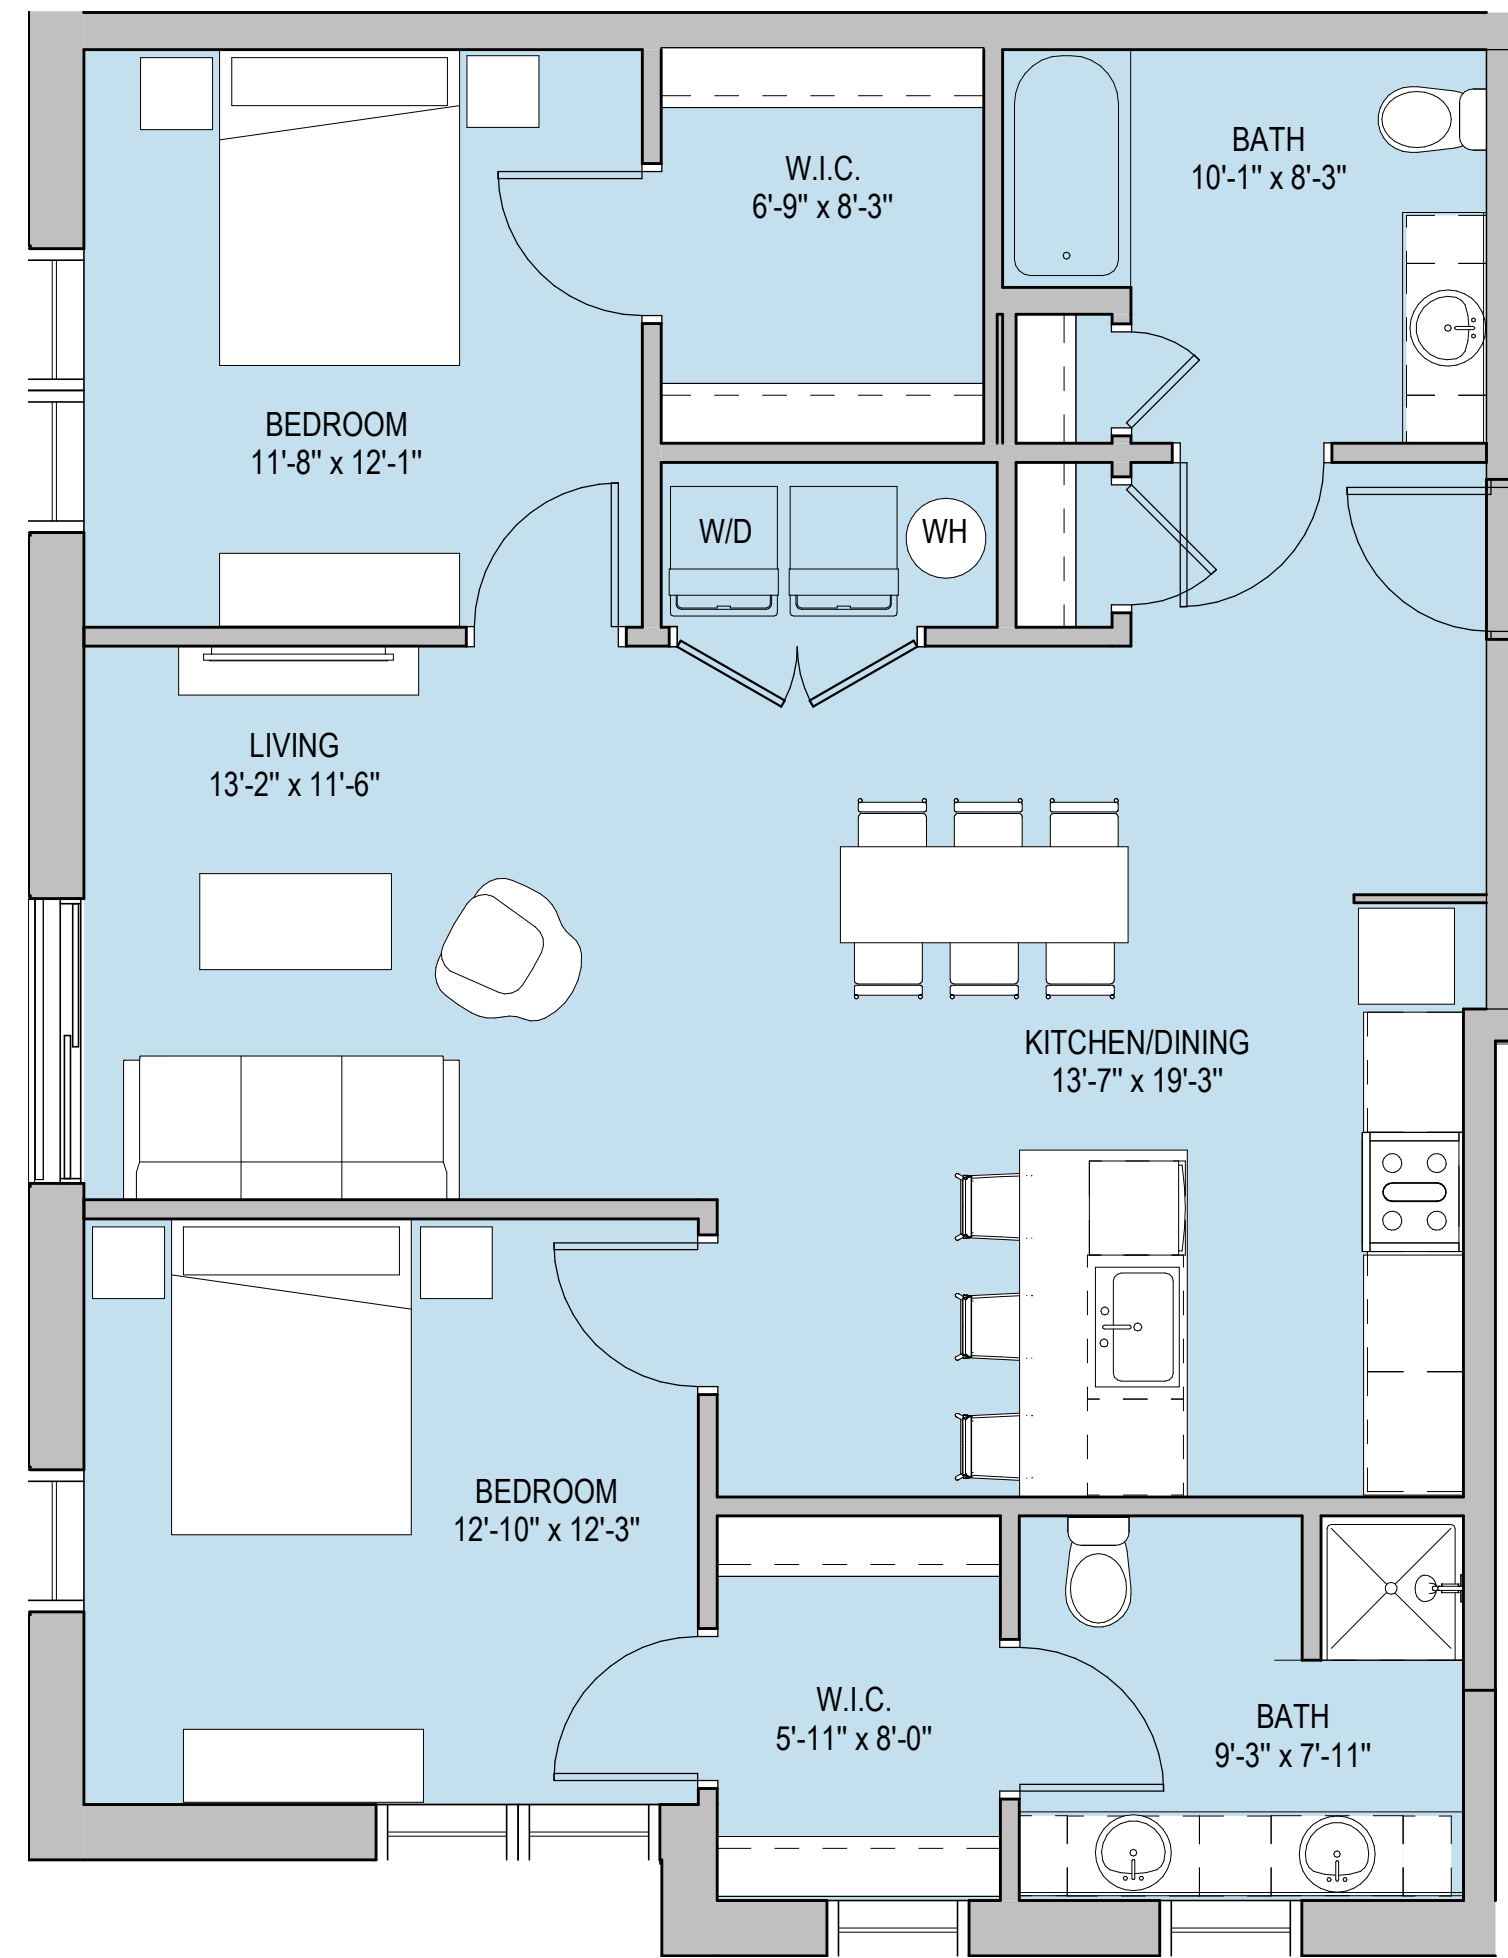 BATH
10'-1" x 8'-3"
W.I.C.
6'-9" x 8'-3"
BEDROOM
11'-8" x 12'-1"
W/D
WH
LIVING
13'-2" x 11'-6"
KITCHEN/DINING
13'-7" x 19'-3"
BEDROOM
12'-10" x 12'-3"
W.I.C.
5'-11" x 8'-0"
BATH
9'-3" x 7'-11"